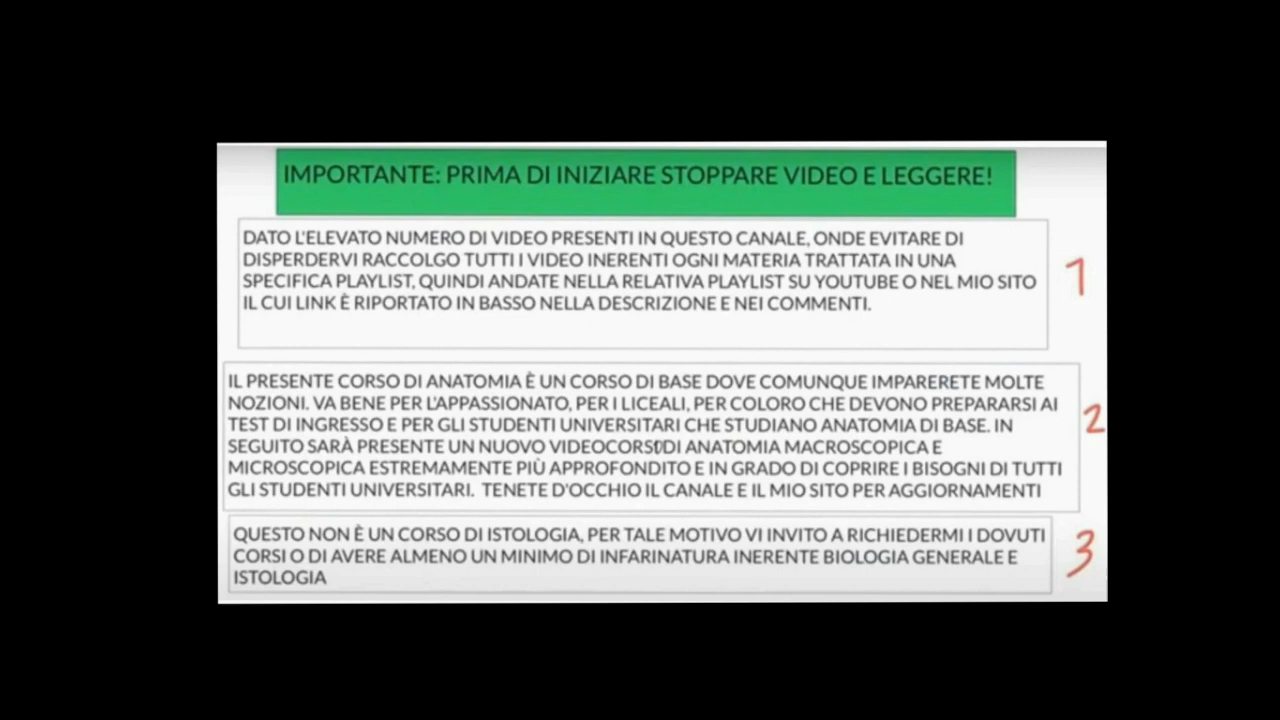 IMPORTANTE: PRIMA DI INIZIARE STOPPARE VIDEO E LEGGERE!
DATO L'ELEVATO NUMERO DI VIDEO PRESENTI IN QUESTO CANALE, ONDE EVITARE DI
DISPERDERVI RACCOLGO TUTTI I VIDEO INERENTI OGNI MATERIA TRATTATA IN UNA
SPECIFICA PLAYLIST, QUINDI ANDATE NELLA RELATIVA PLAYLIST SU YOUTUBE O NEL MIO SITO
IL CUI LINK È RIPORTATO IN BASSO NELLA DESCRIZIONE E NEI COMMENTI.
1
IL PRESENTE CORSO DI ANATOMIA È UN CORSO DI BASE DOVE COMUNQUE IMPARERETE MOLTE
NOZIONI. VA BENE PER L'APPASSIONATO, PER I LICEALI, PER COLORO CHE DEVONO PREPARARSI AI
TEST DI INGRESSO E PER GLI STUDENTI UNIVERSITARI CHE STUDIANO ANATOMIA DI BASE. IN
SEGUITO SARÀ PRESENTE UN NUOVO VIDEOCORSO DI ANATOMIA MACROSCOPICA E
MICROSCOPICA ESTREMAMENTE PIÙ APPROFONDITO E IN GRADO DI COPRIRE I BISOGNI DI TUTTI
GLI STUDENTI UNIVERSITARI. TENETE D'OCCHIO IL CANALE E IL MIO SITO PER AGGIORNAMENTI
2
QUESTO NON È UN CORSO DI ISTOLOGIA, PER TALE MOTIVO VI INVITO A RICHIEDERMI I DOVUTI
CORSI O DI AVERE ALMENO UN MINIMO DI INFARINATURA INERENTE BIOLOGIA GENERALE E
ISTOLOGIA
3